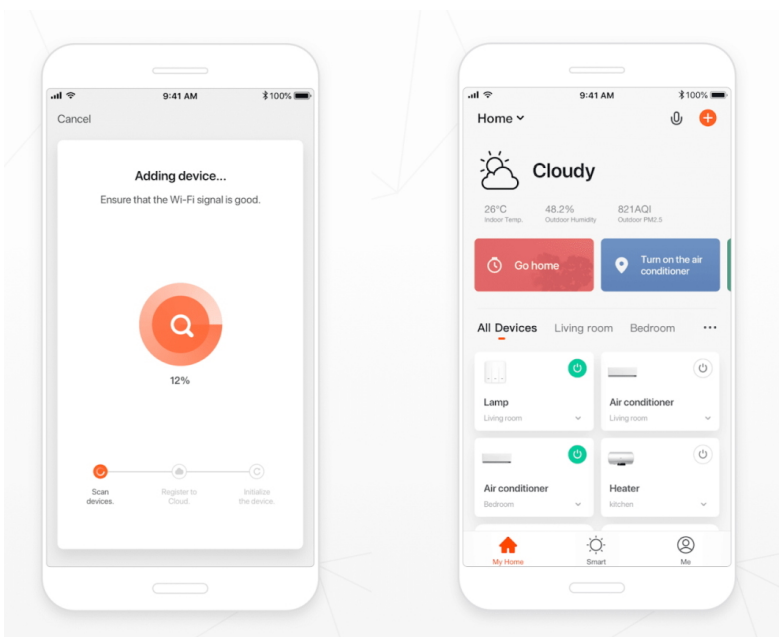 9:41 AM
100%
Cancel
Adding device...
Ensure that the Wi-Fi signal is good.
12%
Scan
devices.
Register to
Cloud.
Initialize
the device.
9:41 AM
100%
Home
Cloudy
26°C
48.2%
821AQI
Indoor Temp.
Outdoor Humidity
Outdoor PM2.5
Go home
Turn on the air
conditioner
All Devices
Living room
Bedroom
Lamp
Living room
Air conditioner
Living room
Air conditioner
Bedroom
Heater
kitchen
My Home
Smart
Me